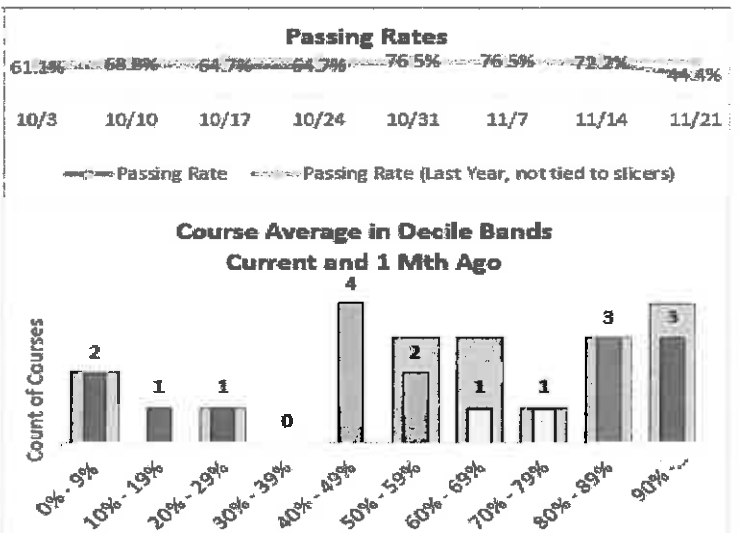 Passing Rates
61.1% 68.8% 64.7% 64.7% 76.5% 76.5% 72.2% 44.4%
10/3 10/10 10/17 10/24 10/31 11/7 11/14 11/21
Passing Rate Passing Rate (Last Year, not tied to slicers)
Course Average in Decile Bands
Current and 1 Mth Ago
Count of Courses
2 1 1 0 4 2 1 1 3 3
0% - 9% 10% - 19% 20% - 29% 30% - 39% 40% - 49% 50% - 59% 60% - 69% 70% - 79% 80% - 89% 90% -...